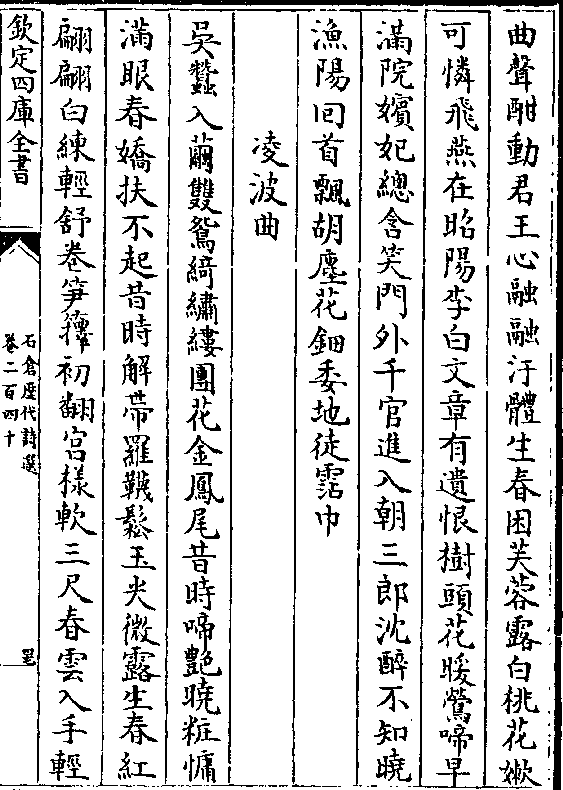 曲聲酣動君王心融融汗體生春困芙蓉露白桃花嫩
可憐飛燕在昭陽李白文章有遺恨樹頭花暖鶯啼早
滿院嬪妃總含笑門外千官進入朝三郎沈醉不知曉
漁陽回首飄胡塵花鈿委地徒霑巾
凌波曲
吳蠶入繭雙鴛綺繡縷團花金鳳尾昔時啼艷曉粧慵
滿眼春嬌扶不起昔時解帶羅韈鬆玉尖微露生春紅
翩翩白練輕舒卷笋籜初翻宫樣軟三尺春雲入手輕
欽定四庫全書
石倉歷代詩選
卷二百四十